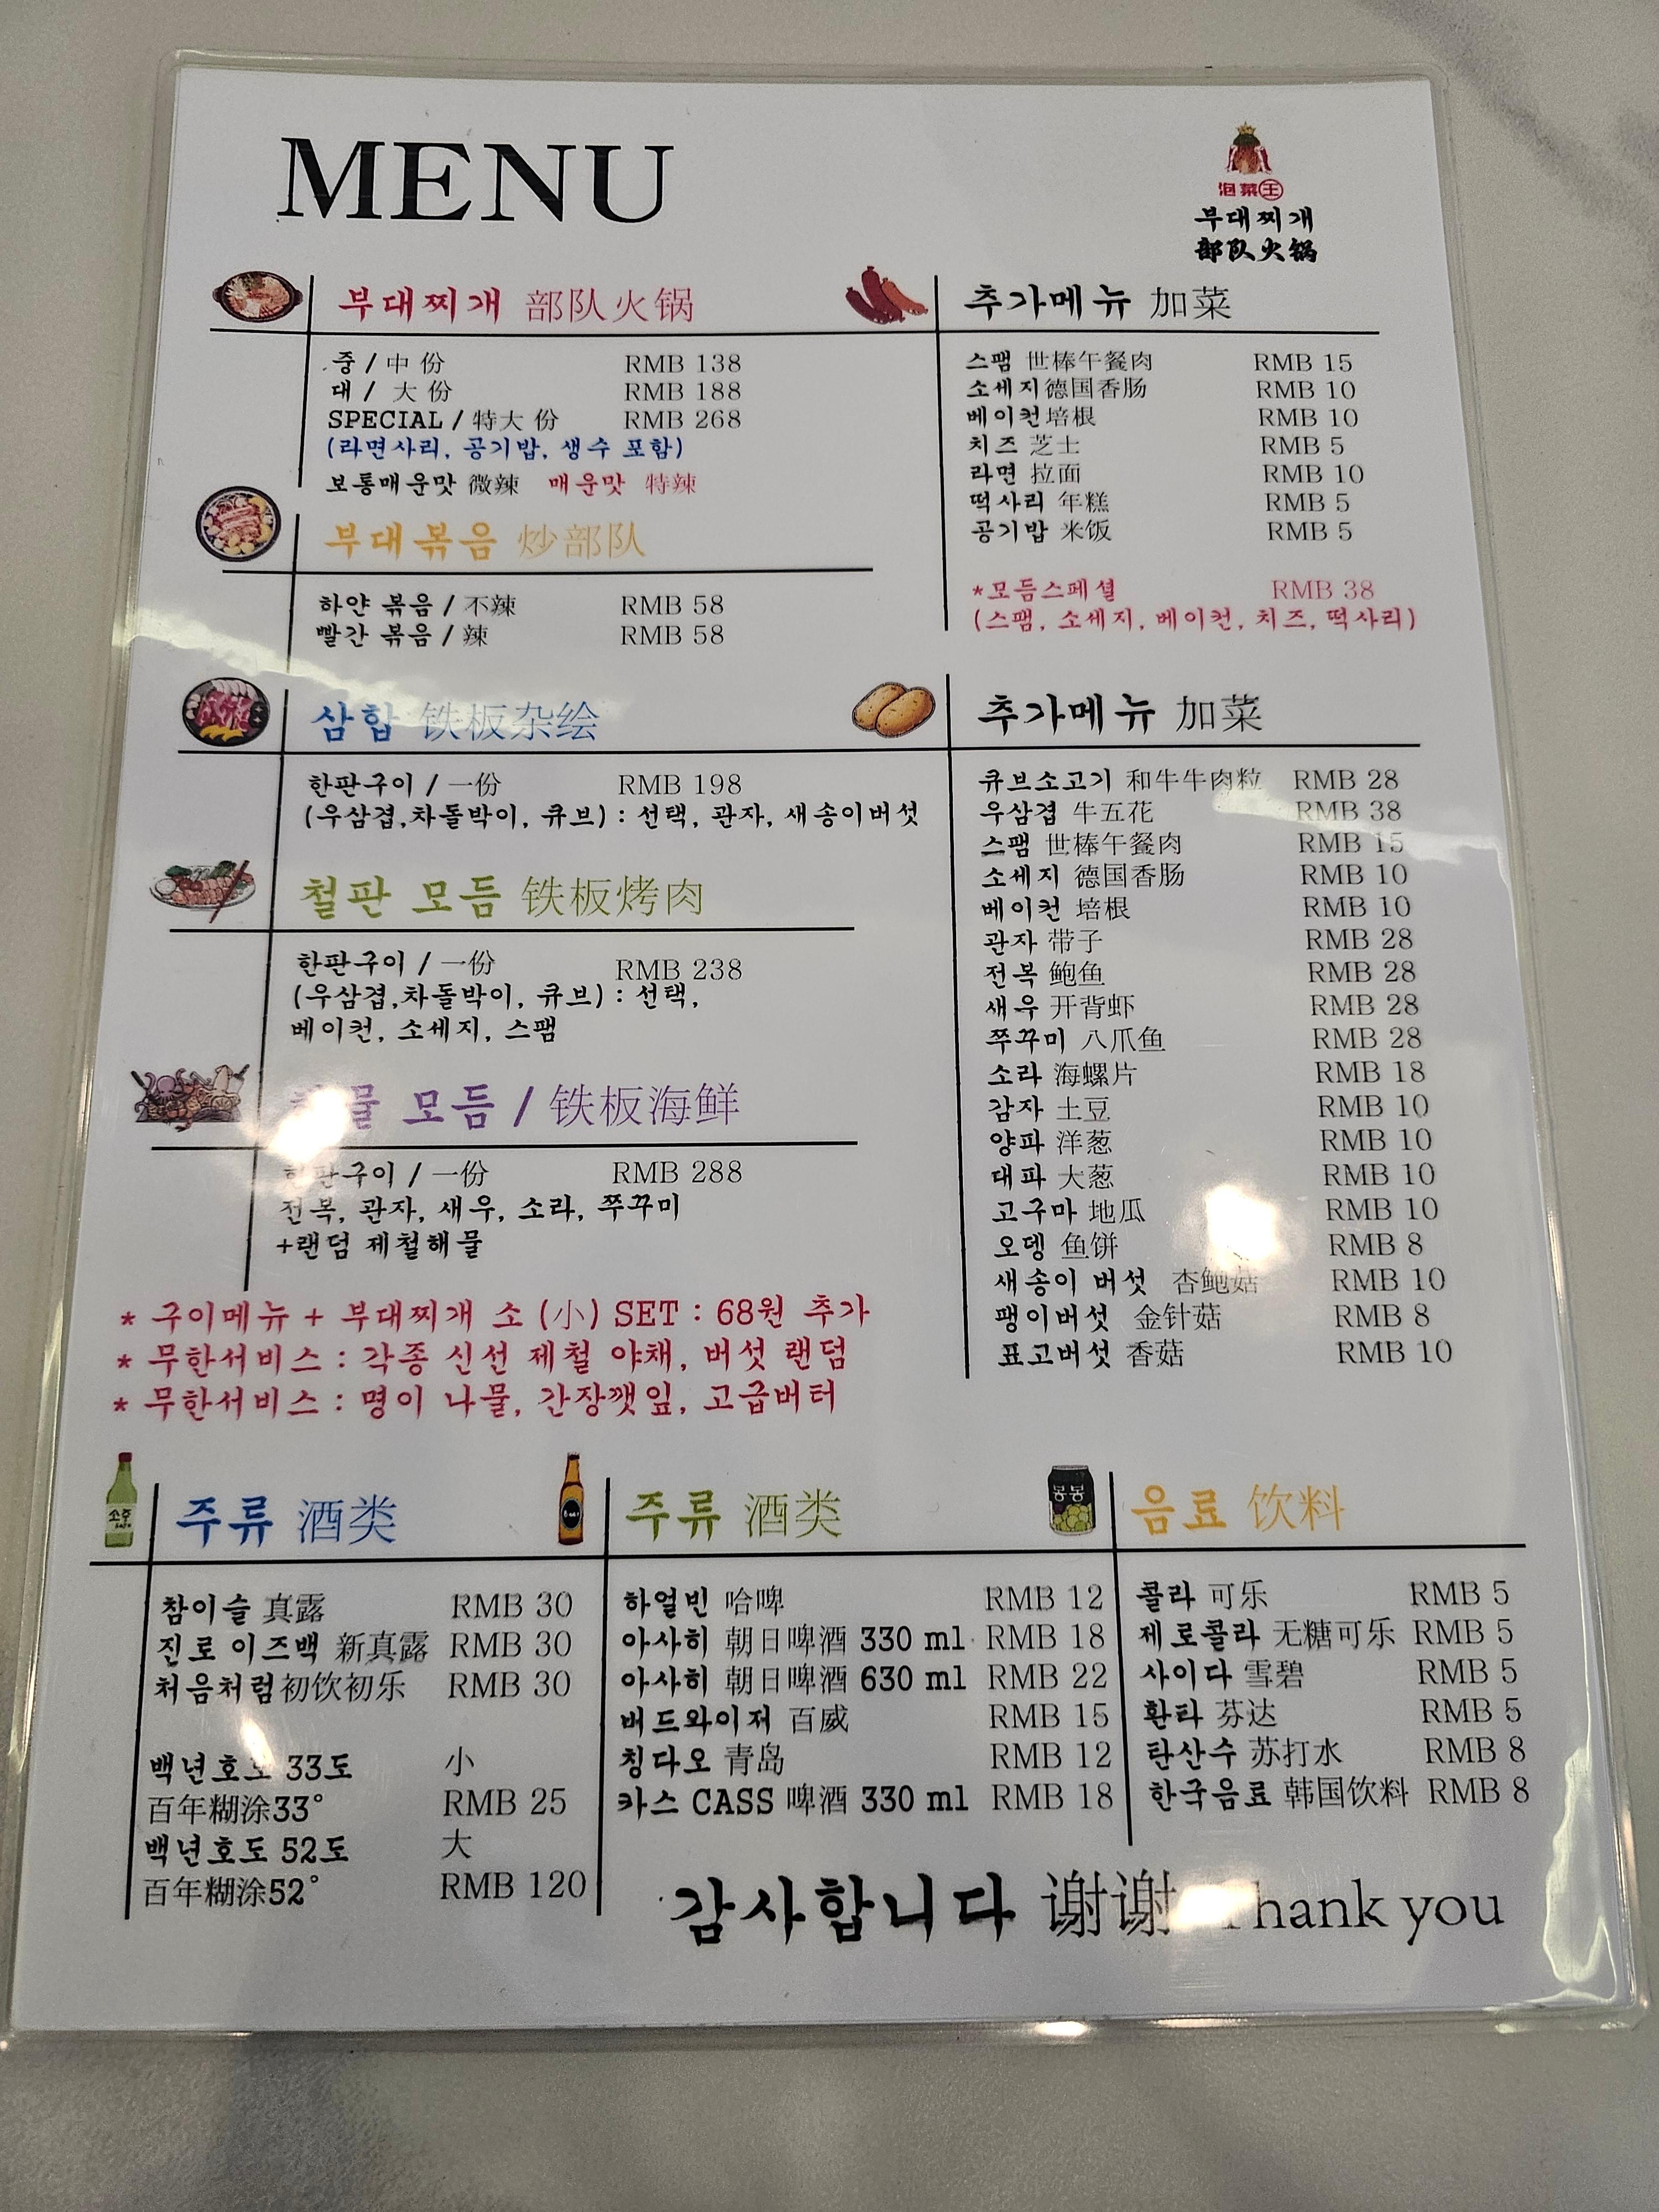 MENU
泡菜王
부대찌개
部队火锅
부대찌개 部队火锅
중 / 中 份 RMB 138
대 / 大 份 RMB 188
SPECIAL / 特大 份 RMB 268
(라면사리, 공기밥, 생수 포함)
보통매운맛 微辣 매운맛 特辣
부대볶음 炒部队
하얀 볶음 / 不辣 RMB 58
빨간 볶음 / 辣 RMB 58
삼합 铁板杂绘
한판구이 / 一份 RMB 198
(우삼겹,차돌박이, 큐브) : 선택, 관자, 새송이버섯
철판 모듬 铁板烤肉
한판구이 / 一份 RMB 238
(우삼겹,차돌박이, 큐브) : 선택,
베이컨, 소세지, 스팸
물 모듬 / 铁板海鲜
한판구이 / 一份 RMB 288
전복, 관자, 새우, 소라, 쭈꾸미
+랜덤 제철해물
* 구이메뉴 + 부대찌개 소 (小) SET : 68원 추가
* 무한서비스 : 각종 신선 제철 야채, 버섯 랜덤
* 무한서비스 : 명이 나물, 간장깻잎, 고급버터
추가메뉴 加菜
스팸 世棒午餐肉 RMB 15
소세지德国香肠 RMB 10
베이컨培根 RMB 10
치즈 芝士 RMB 5
라면 拉面 RMB 10
떡사리 年糕 RMB 5
공기밥 米饭 RMB 5
*모듬스페셜 RMB 38
(스팸, 소세지, 베이컨, 치즈, 떡사리)
추가메뉴 加菜
큐브소고기 和牛牛肉粒 RMB 28
우삼겹 牛五花 RMB 38
스팸 世棒午餐肉 RMB 15
소세지 德国香肠 RMB 10
베이컨 培根 RMB 10
관자 带子 RMB 28
전복 鲍鱼 RMB 28
새우 开背虾 RMB 28
쭈꾸미 八爪鱼 RMB 28
소라 海螺片 RMB 18
감자 土豆 RMB 10
양파 洋葱 RMB 10
대파 大葱 RMB 10
고구마 地瓜 RMB 10
오뎅 鱼饼 RMB 8
새송이 버섯 杏鲍菇 RMB 10
팽이버섯 金针菇 RMB 8
표고버섯 香菇 RMB 10
소주
주류 酒类
참이슬 真露 RMB 30
진로 이즈백 新真露 RMB 30
처음처럼初饮初乐 RMB 30
백년호도 33도 小
百年糊涂33° RMB 25
백년호도 52도 大
百年糊涂52° RMB 120
주류 酒类
하얼빈 哈啤 RMB 12
아사히 朝日啤酒 330 ml RMB 18
아사히 朝日啤酒 630 ml RMB 22
버드와이저 百威 RMB 15
칭다오 青岛 RMB 12
카스 CASS 啤酒 330 ml RMB 18
봉봉
음료 饮料
콜라 可乐 RMB 5
제로콜라 无糖可乐 RMB 5
사이다 雪碧 RMB 5
환타 芬达 RMB 5
탄산수 苏打水 RMB 8
한국음료 韩国饮料 RMB 8
감사합니다 谢谢 Thank you